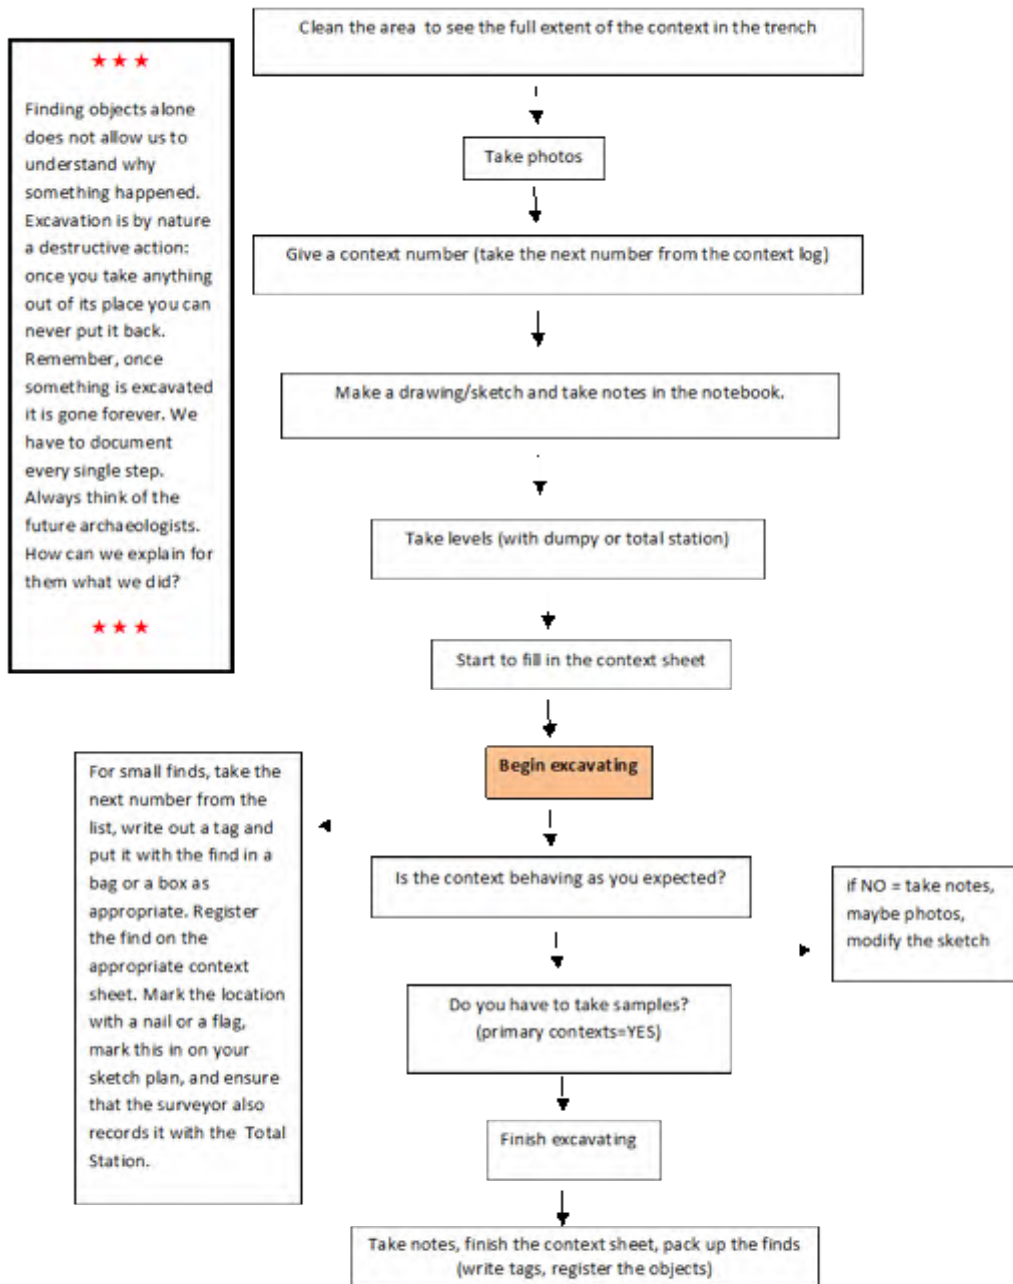 Clean the area to see the full extent of the context in the trench
★★★
Finding objects alone
does not allow us to
understand why
something happened.
Excavation is by nature
a destructive action:
once you take anything
out of its place you can
never put it back.
Remember, once
something is excavated
it is gone forever. We
have to document
every single step.
Always think of the
future archaeologists.
How can we explain for
them what we did?
★★★
Take photos
Give a context number (take the next number from the context log)
Make a drawing/sketch and take notes in the notebook.
Take levels (with dumpy or total station)
Start to fill in the context sheet
Begin excavating
For small finds, take the
next number from the
list, write out a tag and
put it with the find in a
bag or a box as
appropriate. Register
the find on the
appropriate context
sheet. Mark the location
with a nail or a flag,
mark this in on your
sketch plan, and ensure
that the surveyor also
records it with the Total
Station.
Is the context behaving as you expected?
if NO = take notes,
maybe photos,
modify the sketch
Do you have to take samples?
(primary contexts=YES)
Finish excavating
Take notes, finish the context sheet, pack up the finds
(write tags, register the objects)